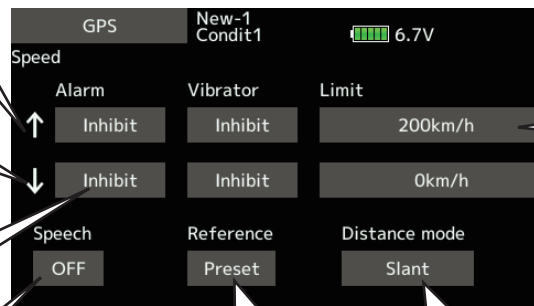 GPS
New-1
Condit1
6.7V
Speed
Alarm Vibrator Limit
↑ Inhibit Inhibit 200km/h
↓ Inhibit Inhibit 0km/h
Speech Reference Distance mode
OFF Preset Slant